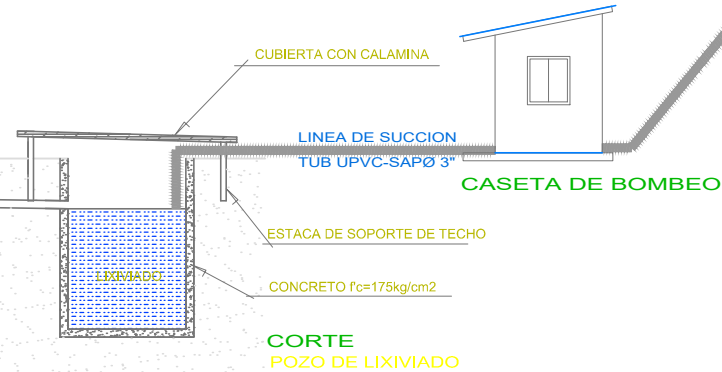 CUBIERTA CON CALAMINA
LINEA DE SUCCION
TUB UPVC-SAPØ 3"
CASETA DE BOMBEO
ESTACA DE SOPORTE DE TECHO
LIXIVIADO
CONCRETO f'c=175kg/cm2
CORTE
POZO DE LIXIVIADO